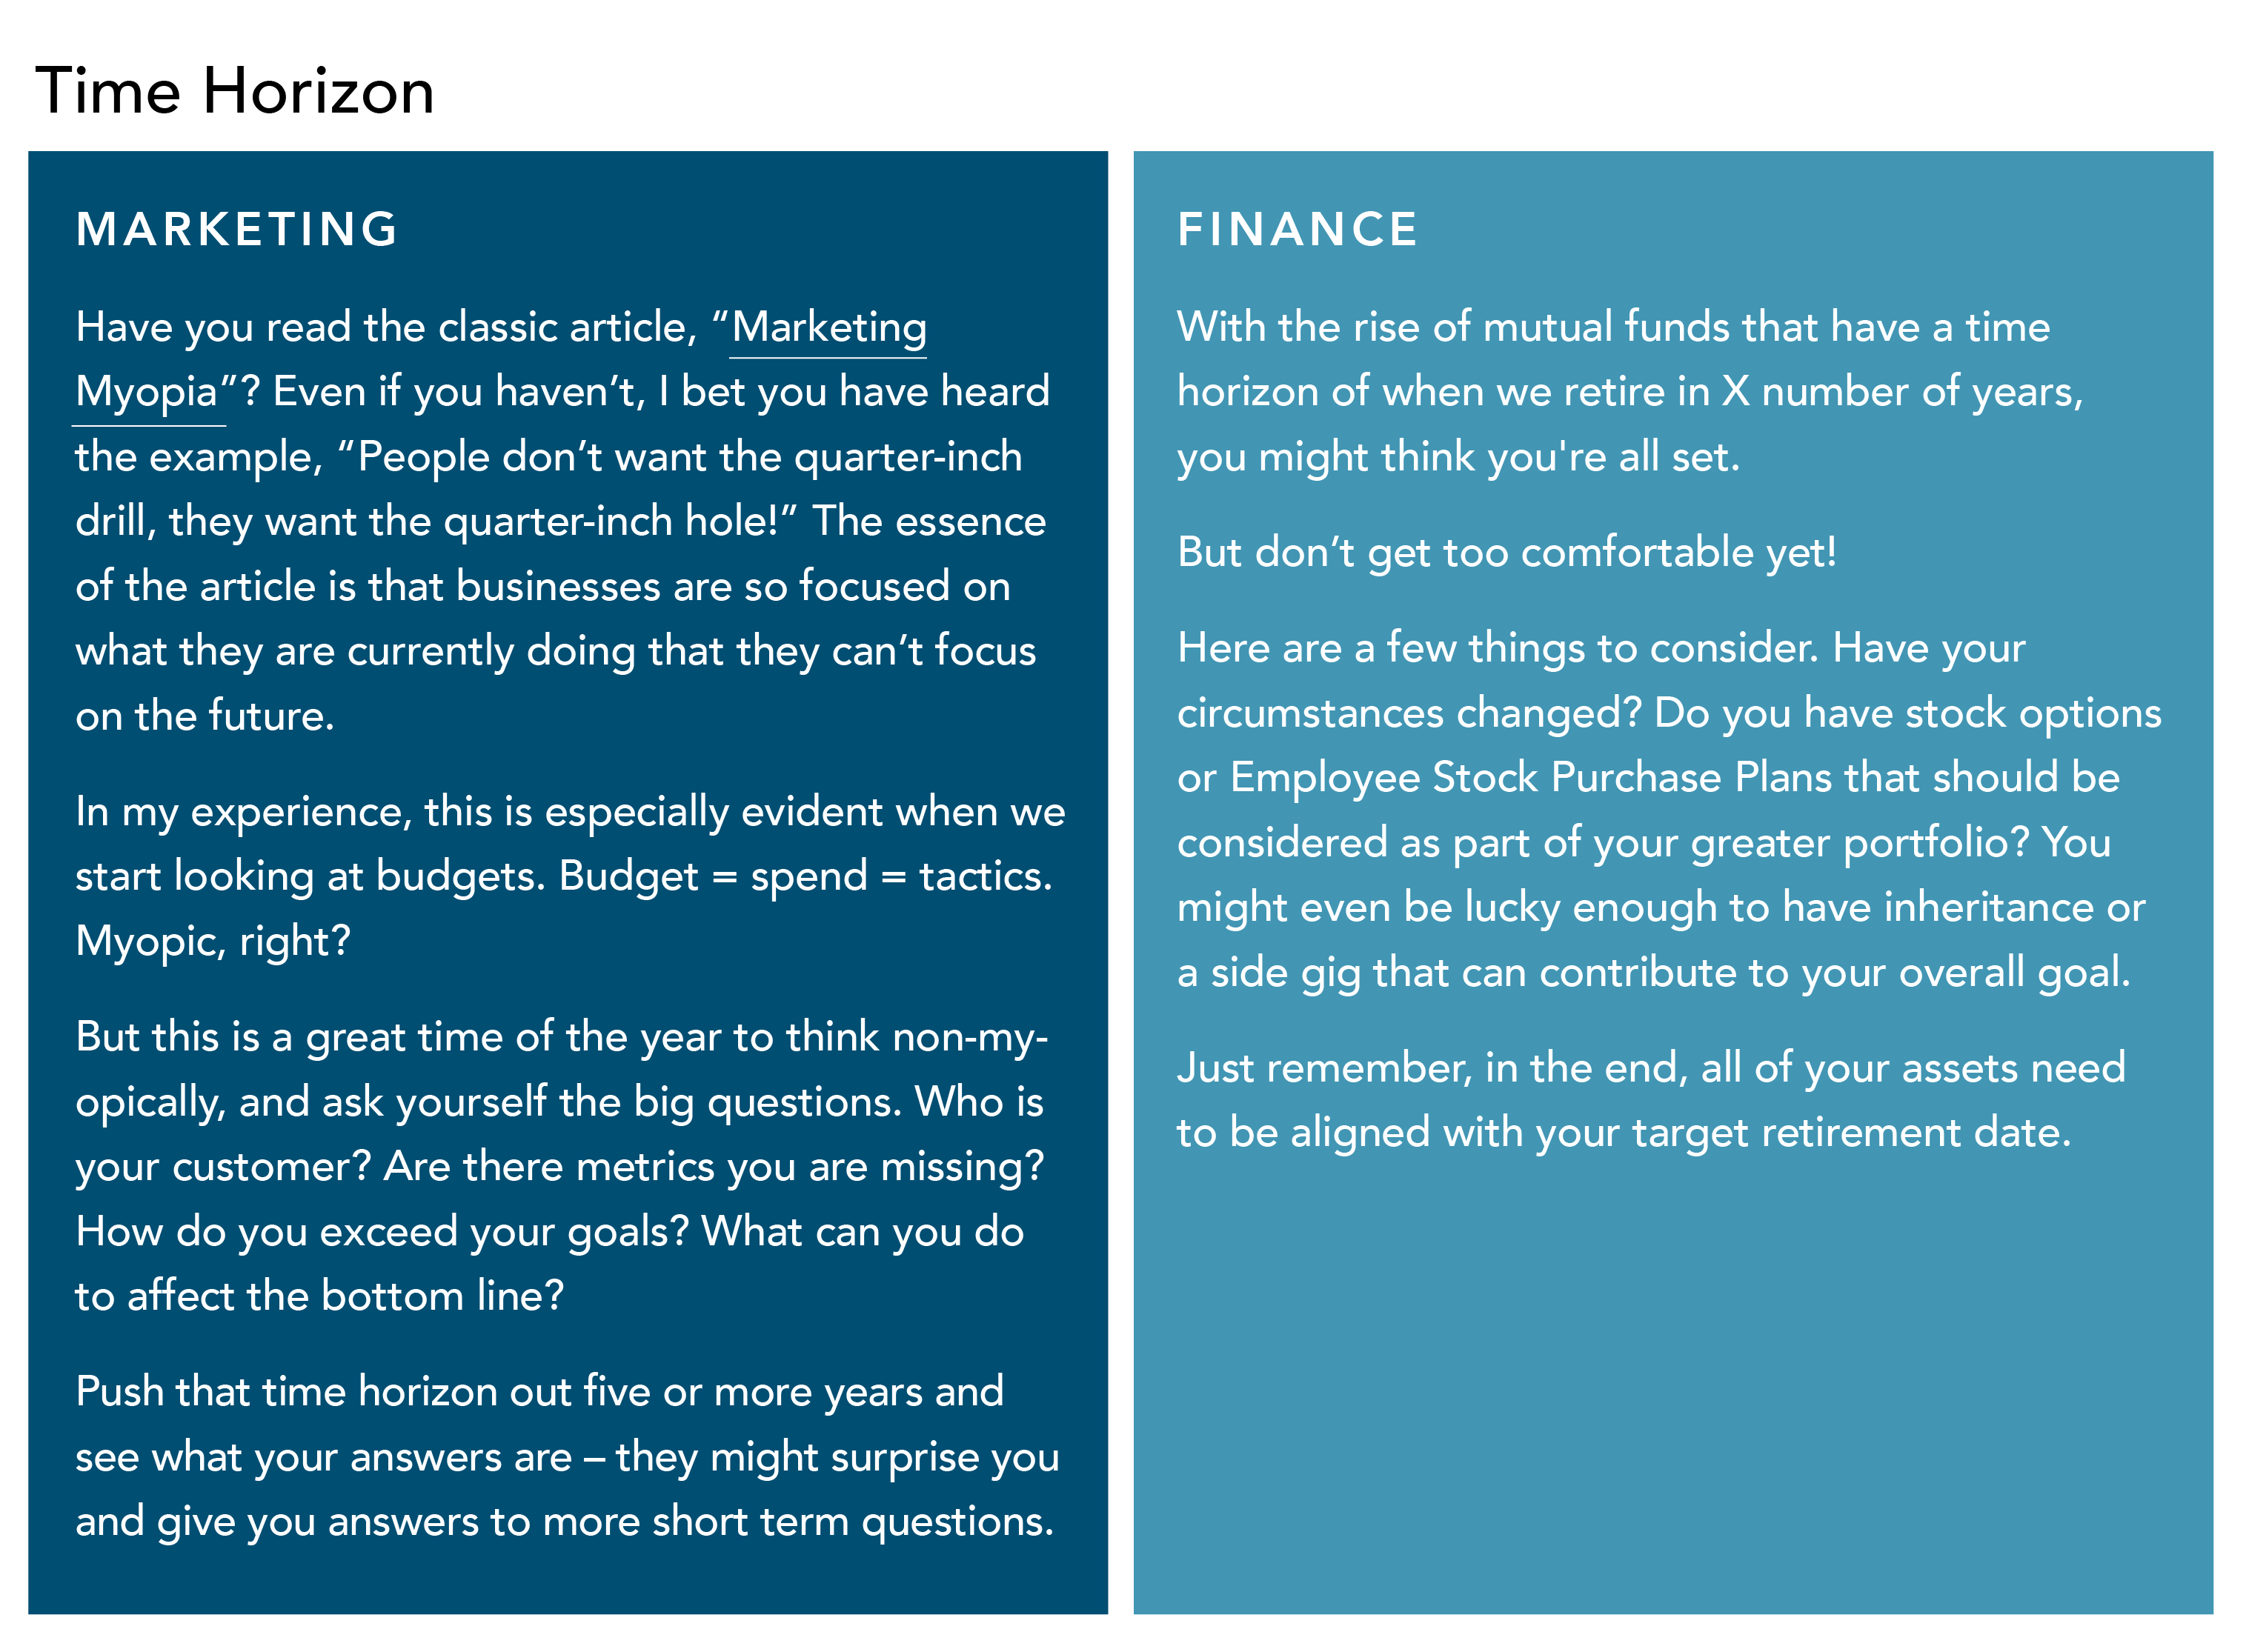 Time Horizon
MARKETING
Have you read the classic article, “Marketing
Myopia”? Even if you haven’t, I bet you have heard
the example, “People don’t want the quarter-inch
drill, they want the quarter-inch hole!” The essence
of the article is that businesses are so focused on
what they are currently doing that they can’t focus
on the future.
In my experience, this is especially evident when we
start looking at budgets. Budget = spend = tactics.
Myopic, right?
But this is a great time of the year to think non-my-
opically, and ask yourself the big questions. Who is
your customer? Are there metrics you are missing?
How do you exceed your goals? What can you do
to affect the bottom line?
Push that time horizon out five or more years and
see what your answers are – they might surprise you
and give you answers to more short term questions.
FINANCE
With the rise of mutual funds that have a time
horizon of when we retire in X number of years,
you might think you're all set.
But don’t get too comfortable yet!
Here are a few things to consider. Have your
circumstances changed? Do you have stock options
or Employee Stock Purchase Plans that should be
considered as part of your greater portfolio? You
might even be lucky enough to have inheritance or
a side gig that can contribute to your overall goal.
Just remember, in the end, all of your assets need
to be aligned with your target retirement date.